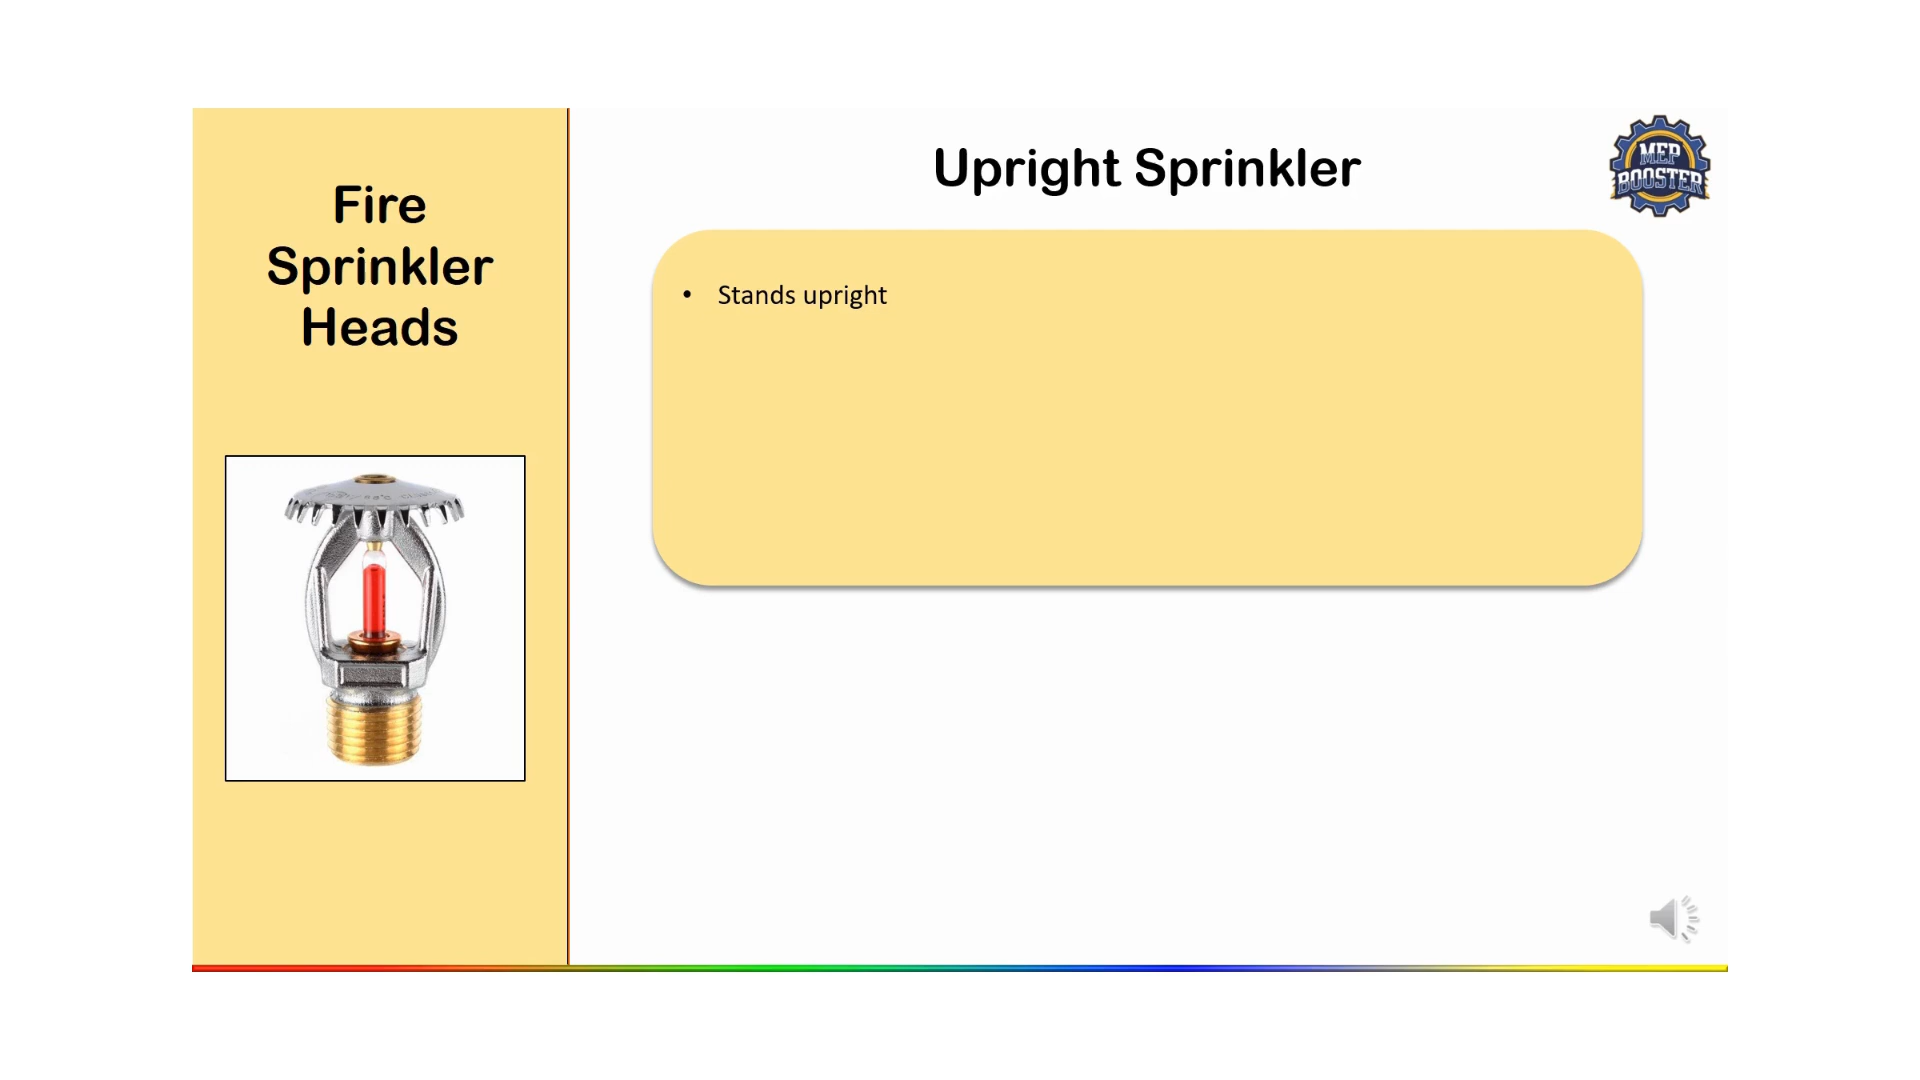 Fire
Sprinkler
Heads
Upright Sprinkler
MEP
BOOSTER
• Stands upright